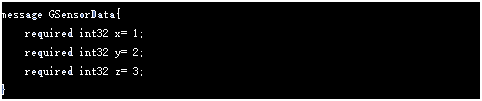 message GSensorData{
    required int32 x= 1;
    required int32 y= 2;
    required int32 z= 3;
}